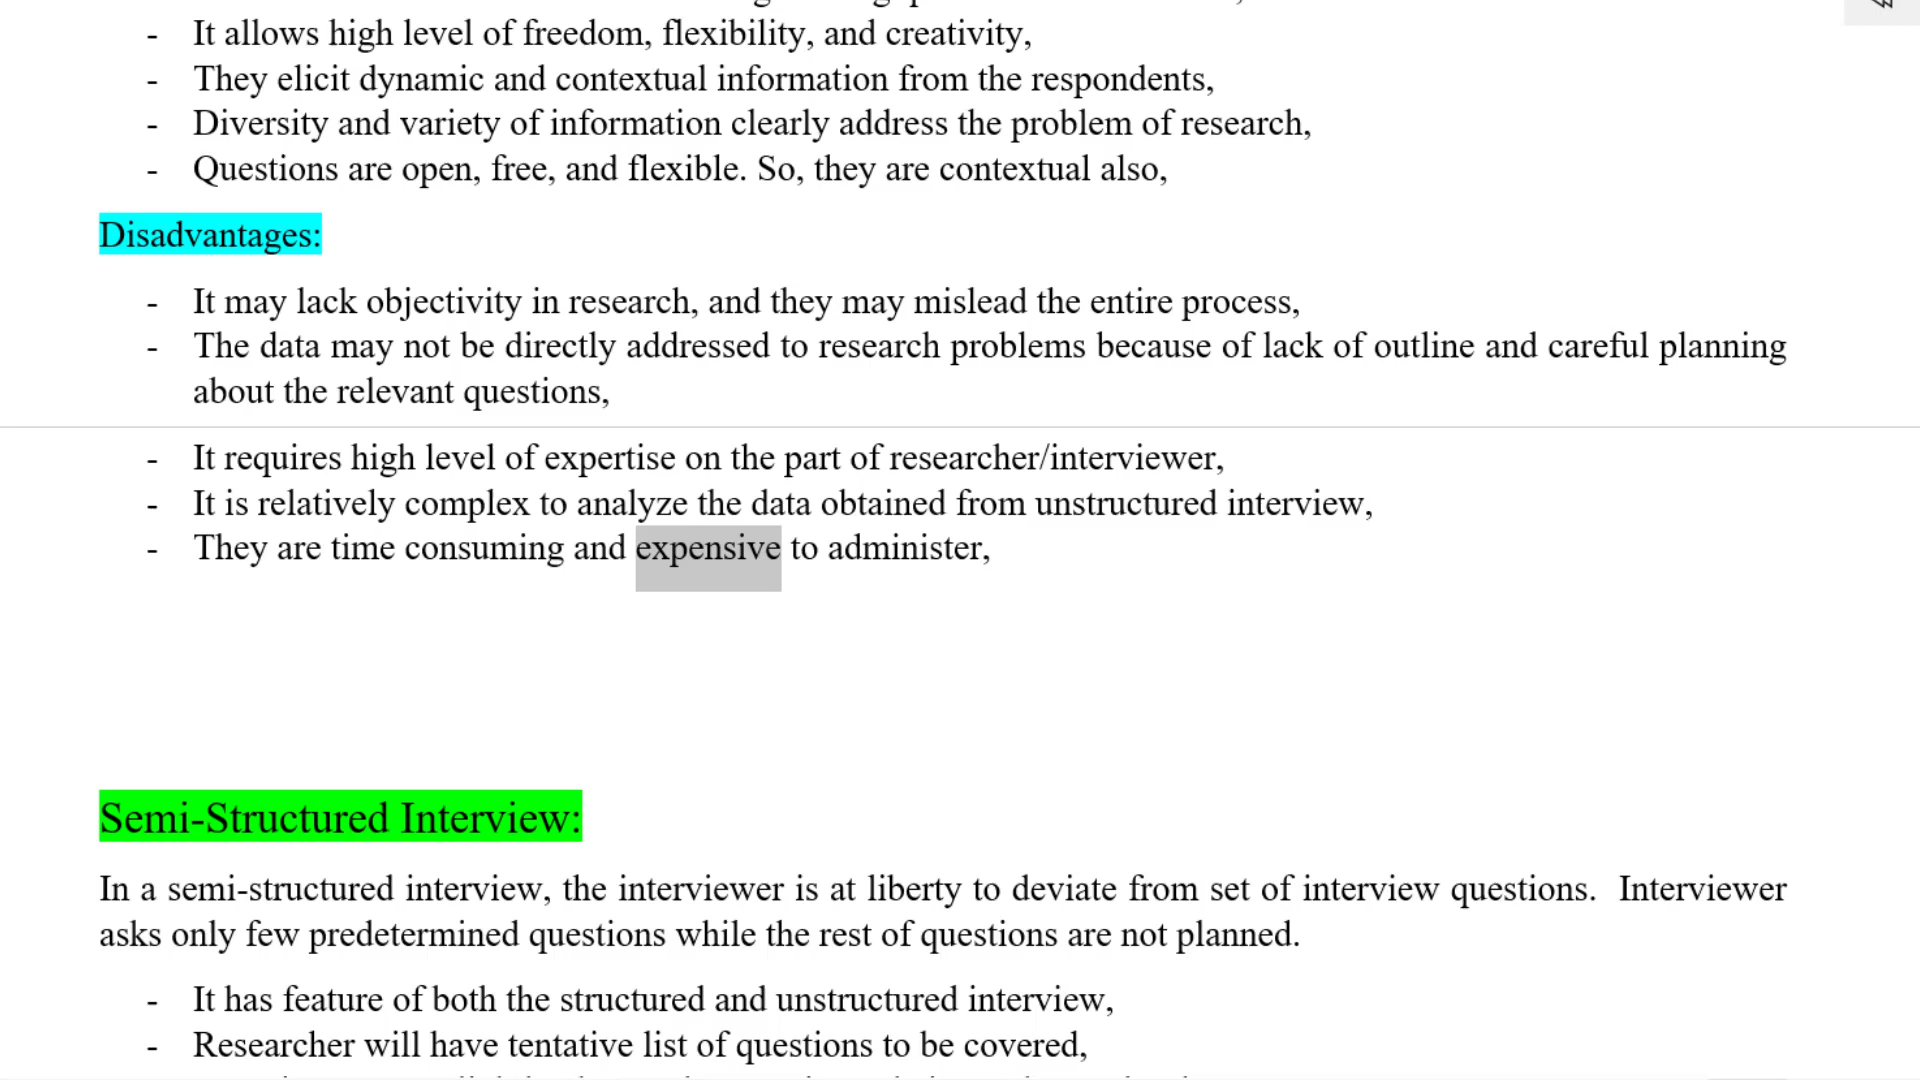 - It allows high level of freedom, flexibility, and creativity,
- They elicit dynamic and contextual information from the respondents,
- Diversity and variety of information clearly address the problem of research,
- Questions are open, free, and flexible. So, they are contextual also,
Disadvantages:
- It may lack objectivity in research, and they may mislead the entire process,
- The data may not be directly addressed to research problems because of lack of outline and careful planning
about the relevant questions,
- It requires high level of expertise on the part of researcher/interviewer,
- It is relatively complex to analyze the data obtained from unstructured interview,
- They are time consuming and expensive to administer,
Semi-Structured Interview:
In a semi-structured interview, the interviewer is at liberty to deviate from set of interview questions.  Interviewer
asks only few predetermined questions while the rest of questions are not planned.
- It has feature of both the structured and unstructured interview,
- Researcher will have tentative list of questions to be covered,